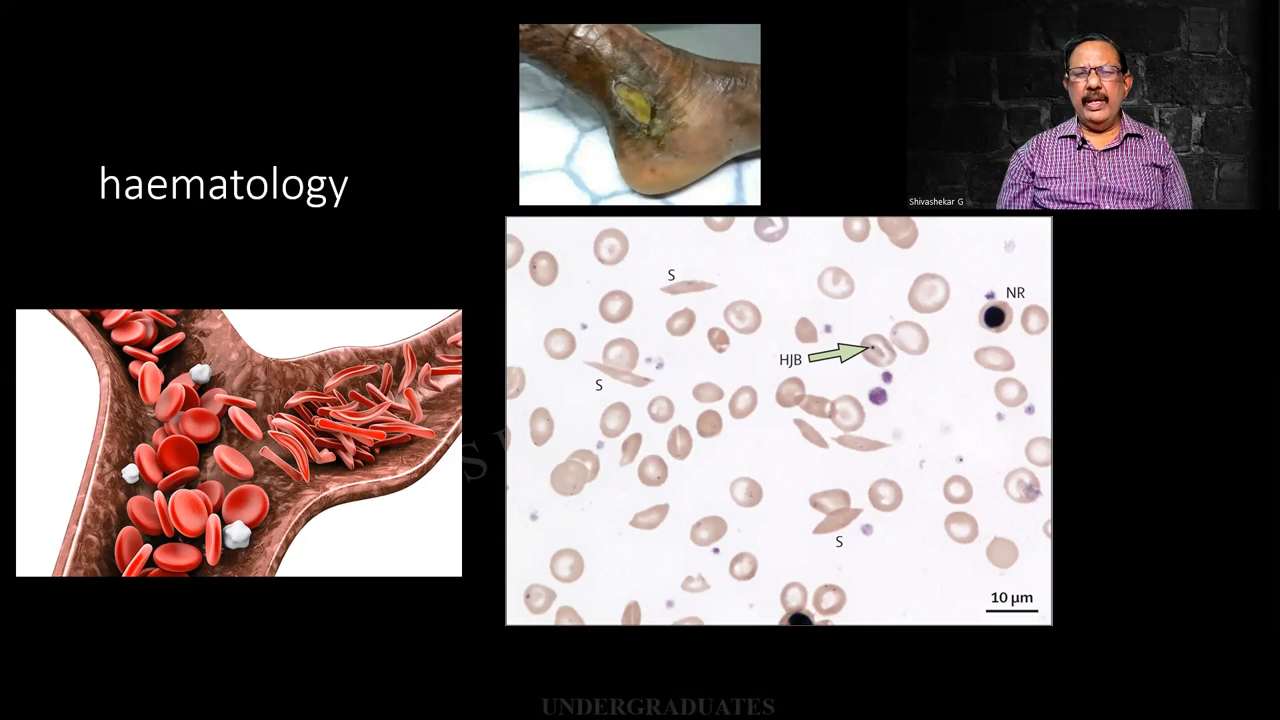 haematology
Shivashekar G
S
NR
HJB
S
S
10 µm
UNDERGRADUATES